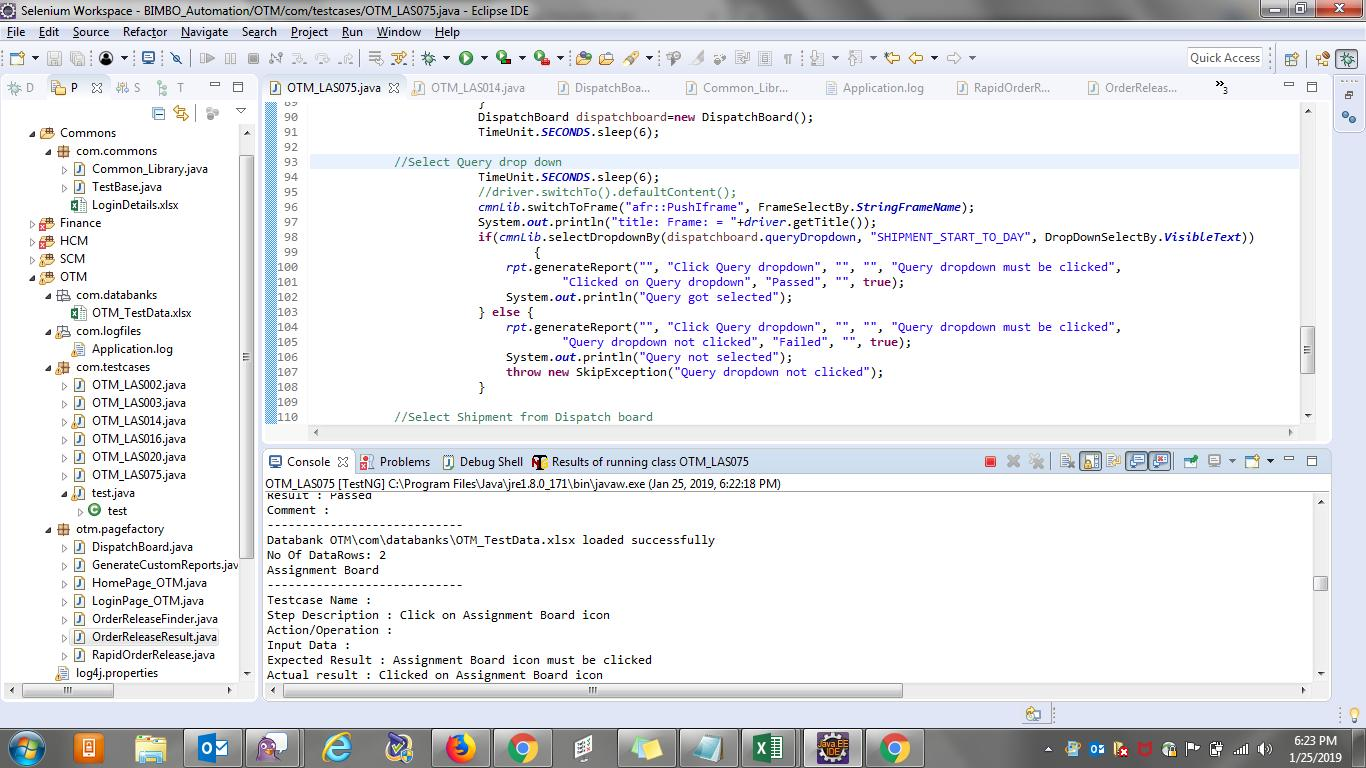 Selenium Workspace - BIMBO_Automation/OTM/com/testcases/OTM_LAS075.java - Eclipse IDE
File Edit Source Refactor Navigate Search Project Run Window Help
Quick Access
D P S T
OTM_LAS075.java OTM_LAS014.java DispatchBoa... Common_Libr... Application.log RapidOrderR... OrderReleas... »3
Commons
com.commons
Common_Library.java
TestBase.java
LoginDetails.xlsx
Finance
HCM
SCM
OTM
com.databanks
OTM_TestData.xlsx
com.logfiles
Application.log
com.testcases
OTM_LAS002.java
OTM_LAS003.java
OTM_LAS014.java
OTM_LAS016.java
OTM_LAS020.java
OTM_LAS075.java
test.java
test
otm.pagefactory
DispatchBoard.java
GenerateCustomReports.jav
HomePage_OTM.java
LoginPage_OTM.java
OrderReleaseFinder.java
OrderReleaseResult.java
RapidOrderRelease.java
log4j.properties
89 }
90 DispatchBoard dispatchboard=new DispatchBoard();
91 TimeUnit.SECONDS.sleep(6);
92
93 //Select Query drop down
94 TimeUnit.SECONDS.sleep(6);
95 //driver.switchTo().defaultContent();
96 cmnLib.switchToFrame("afr::PushIframe", FrameSelectBy.StringFrameName);
97 System.out.println("title: Frame: = "+driver.getTitle());
98 if(cmnLib.selectDropdownBy(dispatchboard.queryDropdown, "SHIPMENT_START_TO_DAY", DropDownSelectBy.VisibleText))
99 {
100 rpt.generateReport("", "Click Query dropdown", "", "", "Query dropdown must be clicked",
101 "Clicked on Query dropdown", "Passed", "", true);
102 System.out.println("Query got selected");
103 } else {
104 rpt.generateReport("", "Click Query dropdown", "", "", "Query dropdown must be clicked",
105 "Query dropdown not clicked", "Failed", "", true);
106 System.out.println("Query not selected");
107 throw new SkipException("Query dropdown not clicked");
108 }
109
110 //Select Shipment from Dispatch board
Console Problems Debug Shell Results of running class OTM_LAS075
OTM_LAS075 [TestNG] C:\Program Files\Java\jre1.8.0_171\bin\javaw.exe (Jan 25, 2019, 6:22:18 PM)
Result : Passed
Comment :
----------------------------
Databank OTM\com\databanks\OTM_TestData.xlsx loaded successfully
No Of DataRows: 2
Assignment Board
----------------------------
Testcase Name :
Step Description : Click on Assignment Board icon
Action/Operation :
Input Data :
Expected Result : Assignment Board icon must be clicked
Actual result : Clicked on Assignment Board icon
Java EE
IDE
6:23 PM
1/25/2019